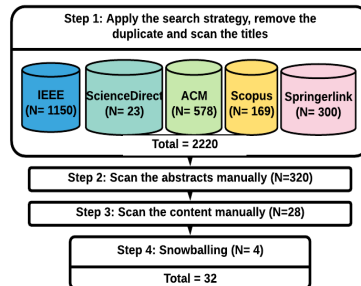 Step 1: Apply the search strategy, remove the
duplicate and scan the titles
IEEE
(N= 1150)
ScienceDirect
(N= 23)
ACM
(N= 578)
Scopus
(N= 169)
Springerlink
(N= 300)
Total = 2220
Step 2: Scan the abstracts manually (N=320)
Step 3: Scan the content manually (N=28)
Step 4: Snowballing (N= 4)
Total = 32